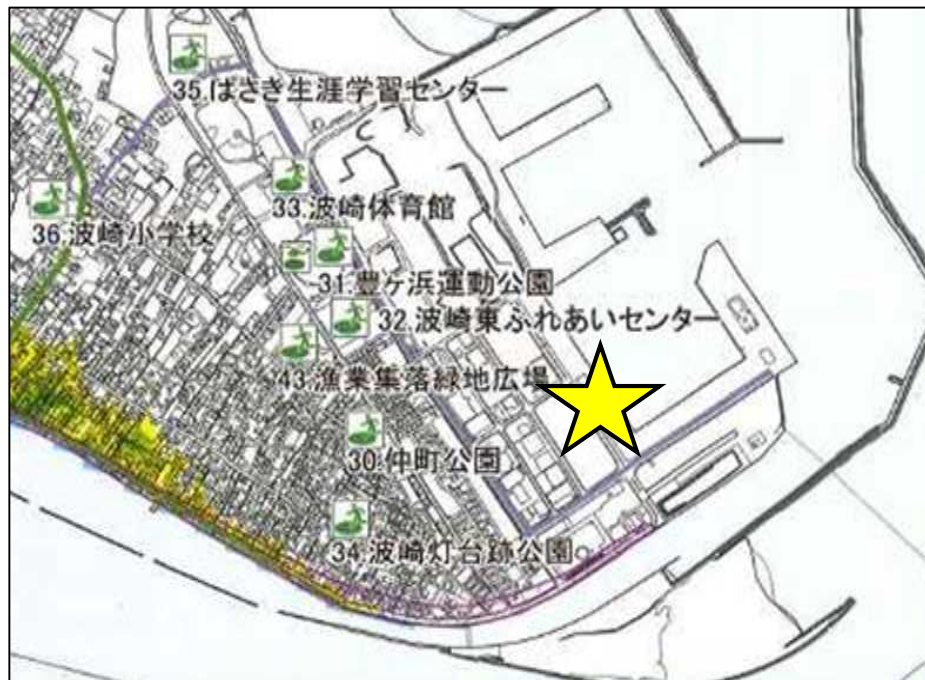 35.はさき生涯学習センター
33.波崎体育館
36.波崎小学校
31.豊ヶ浜運動公園
32.波崎東ふれあいセンター
43.漁業集落緑地広場
30.仲町公園
34.波崎灯台跡公園